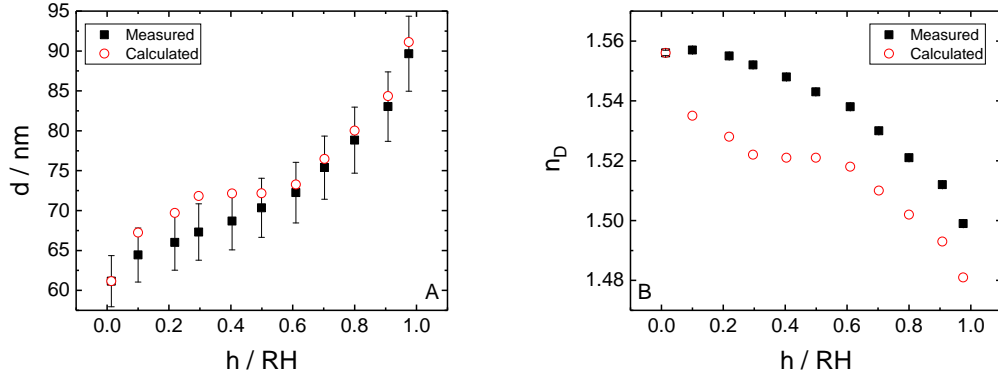 95
90
85
80
75
70
65
60
d / nm
Measured
Calculated
A
0.0 0.2 0.4 0.6 0.8 1.0
h / RH
1.56
1.54
1.52
1.50
1.48
n_D
Measured
Calculated
B
0.0 0.2 0.4 0.6 0.8 1.0
h / RH